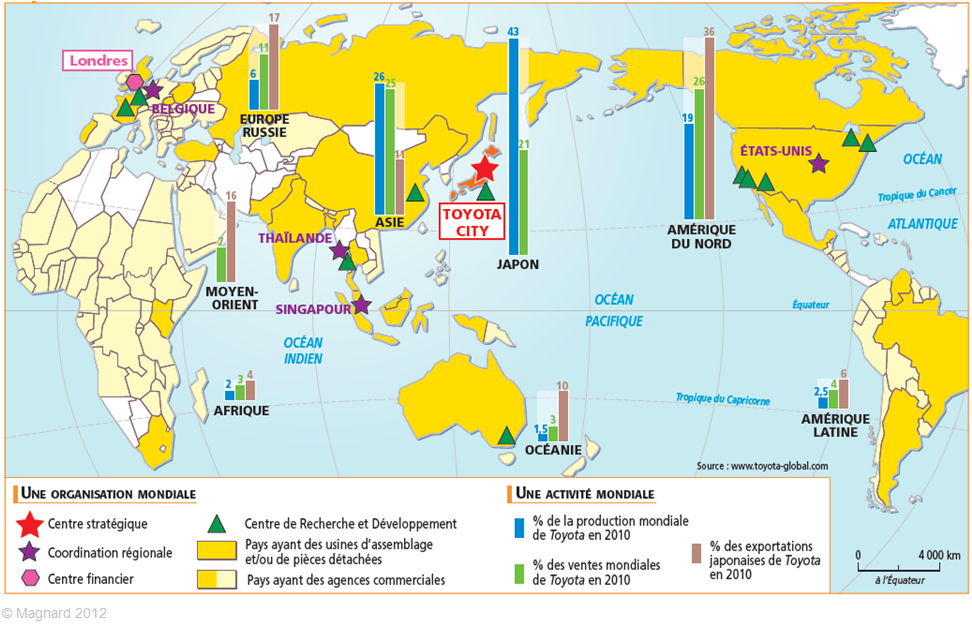 Londres
BELGIQUE
6
11
17
EUROPE
RUSSIE
26
25
11
ASIE
43
21
JAPON
TOYOTA
CITY
19
26
36
AMÉRIQUE
DU NORD
ÉTATS-UNIS
OCÉAN
ATLANTIQUE
Tropique du Cancer
7
16
MOYEN-
ORIENT
THAÏLANDE
SINGAPOUR
OCÉAN
INDIEN
OCÉAN
PACIFIQUE
Équateur
2
3
4
AFRIQUE
1,5
3
10
OCÉANIE
Tropique du Capricorne
2,5
4
6
AMÉRIQUE
LATINE
Source : www.toyota-global.com
UNE ORGANISATION MONDIALE
Centre stratégique
Coordination régionale
Centre financier
Centre de Recherche et Développement
Pays ayant des usines d'assemblage
et/ou de pièces détachées
Pays ayant des agences commerciales
UNE ACTIVITÉ MONDIALE
% de la production mondiale
de Toyota en 2010
% des ventes mondiales
de Toyota en 2010
% des exportations
japonaises de Toyota
en 2010
0
4 000 km
à l'Équateur
© Magnard 2012